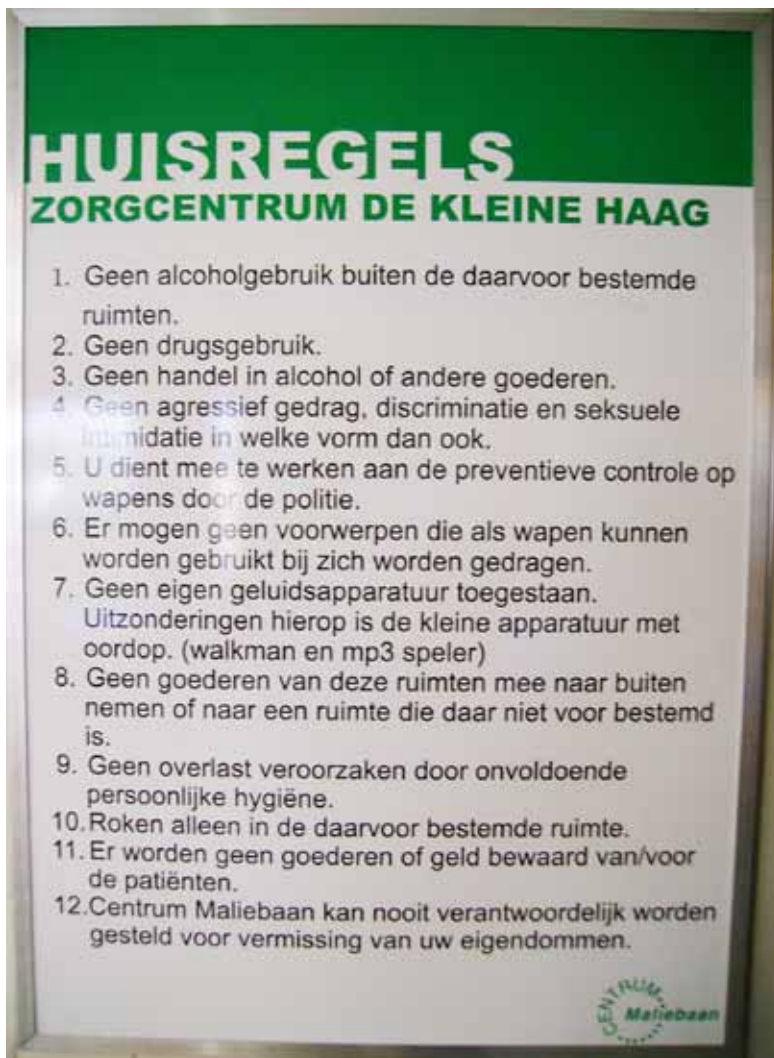 HUISREGELS
ZORGCENTRUM DE KLEINE HAAG
1. Geen alcoholgebruik buiten de daarvoor bestemde
ruimten.
2. Geen drugsgebruik.
3. Geen handel in alcohol of andere goederen.
4. Geen agressief gedrag, discriminatie en seksuele
intimidatie in welke vorm dan ook.
5. U dient mee te werken aan de preventieve controle op
wapens door de politie.
6. Er mogen geen voorwerpen die als wapen kunnen
worden gebruikt bij zich worden gedragen.
7. Geen eigen geluidsapparatuur toegestaan.
Uitzonderingen hierop is de kleine apparatuur met
oordop. (walkman en mp3 speler)
8. Geen goederen van deze ruimten mee naar buiten
nemen of naar een ruimte die daar niet voor bestemd
is.
9. Geen overlast veroorzaken door onvoldoende
persoonlijke hygiëne.
10.Roken alleen in de daarvoor bestemde ruimte.
11.Er worden geen goederen of geld bewaard van/voor
de patiënten.
12.Centrum Maliebaan kan nooit verantwoordelijk worden
gesteld voor vermissing van uw eigendommen.
CENTRUM
Maliebaan